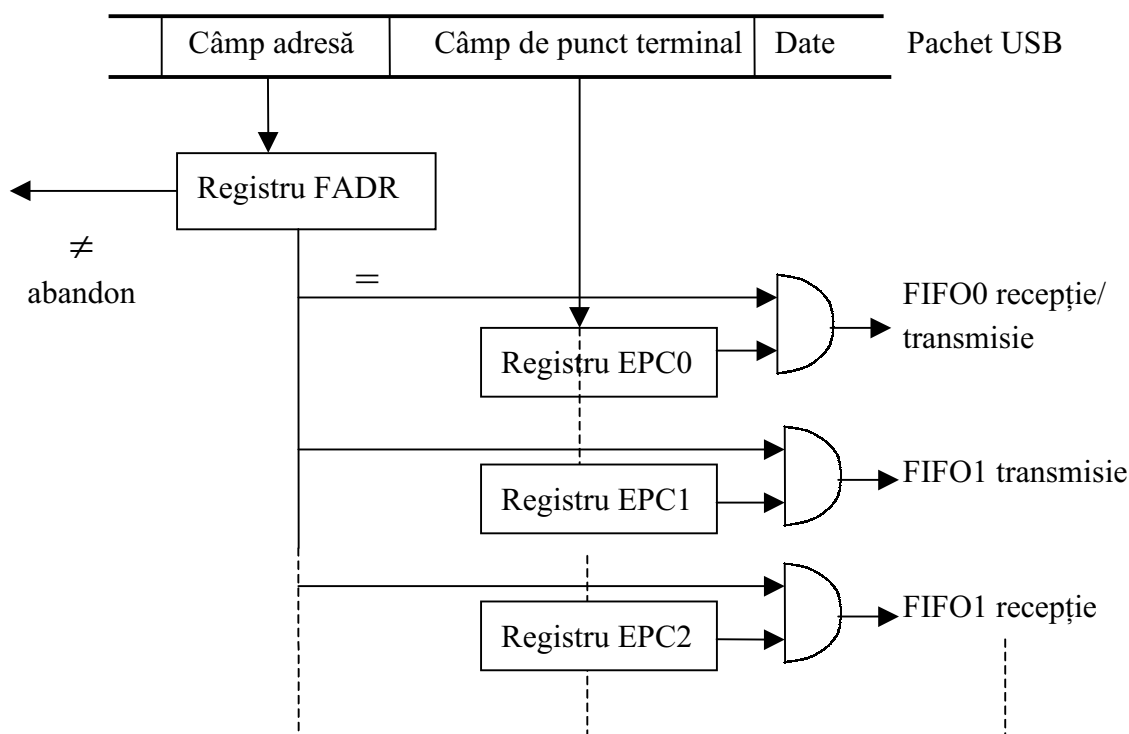 Câmp adresă Câmp de punct terminal Date Pachet USB
Registru FADR
≠
abandon
=
FIFO0 recepție/
transmisie
Registru EPC0
FIFO1 transmisie
Registru EPC1
FIFO1 recepție
Registru EPC2